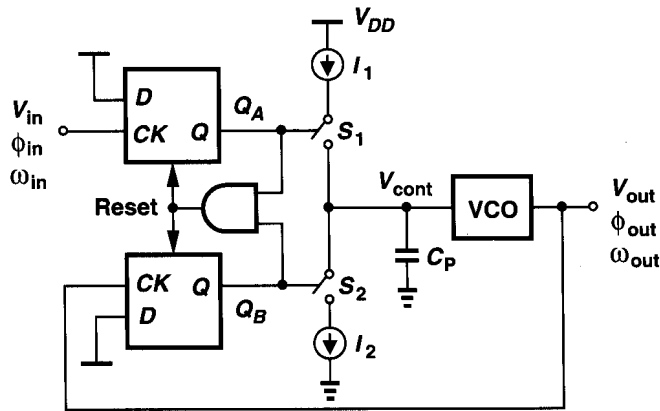 V_DD
I_1
D
CK Q
Q_A
S_1
V_in
ϕ_in
ω_in
Reset
V_cont
VCO
V_out
ϕ_out
ω_out
C_P
CK Q
D
Q_B
S_2
I_2